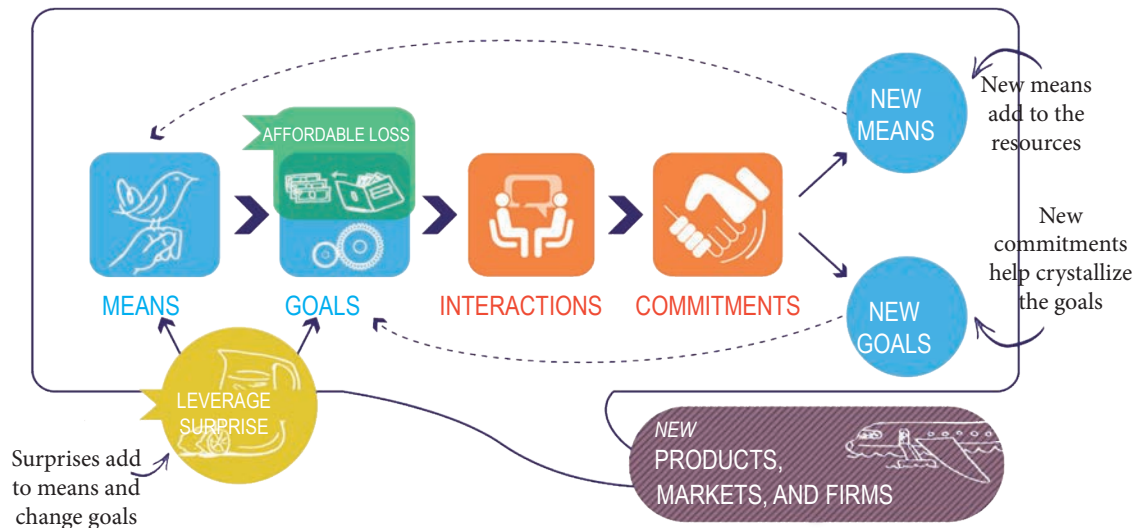 AFFORDABLE LOSS
MEANS
GOALS
INTERACTIONS
COMMITMENTS
NEW
MEANS
New means
add to the
resources
New
commitments
help crystallize
the goals
NEW
GOALS
LEVERAGE
SURPRISE
Surprises add
to means and
change goals
NEW
PRODUCTS,
MARKETS, AND FIRMS